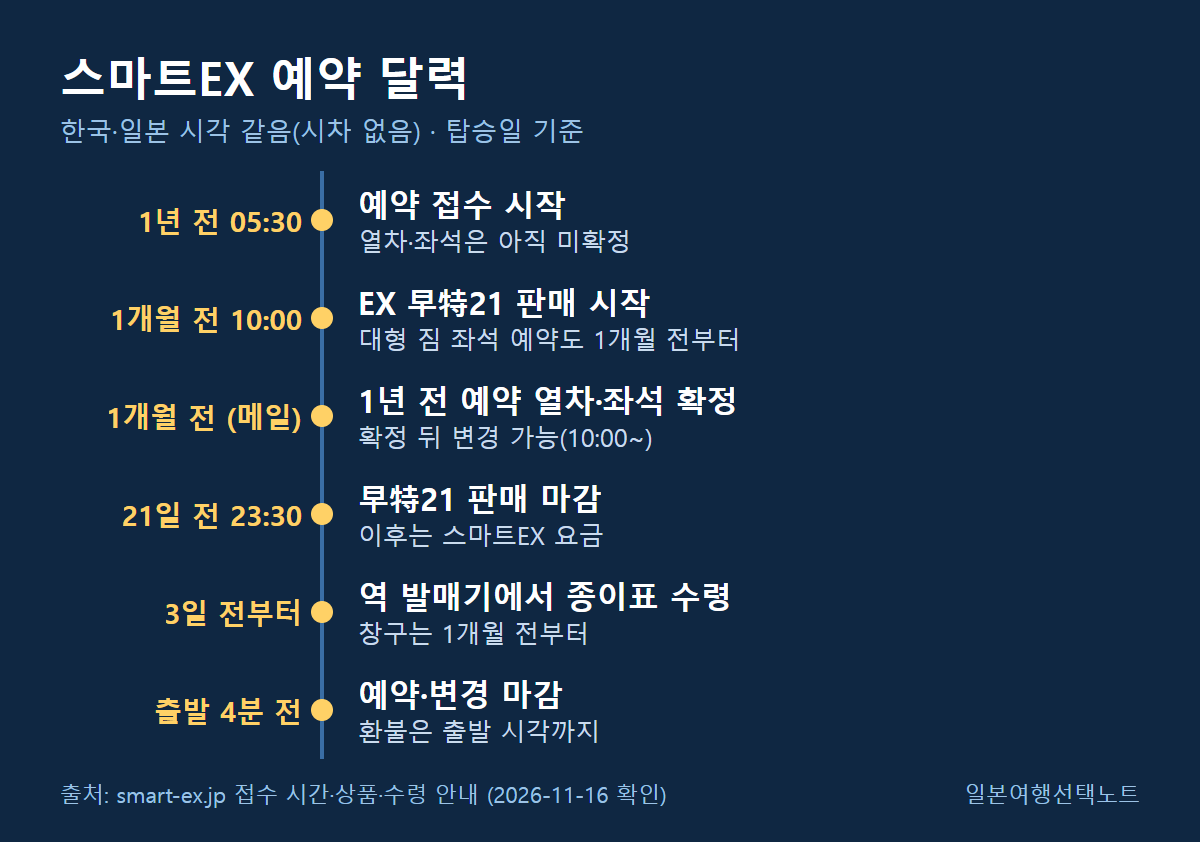 스마트EX 예약 달력
한국·일본 시각 같음(시차 없음) · 탑승일 기준
1년 전 05:30
예약 접수 시작
열차·좌석은 아직 미확정
1개월 전 10:00
EX 早特21 판매 시작
대형 짐 좌석 예약도 1개월 전부터
1개월 전 (메일)
1년 전 예약 열차·좌석 확정
확정 뒤 변경 가능(10:00~)
21일 전 23:30
早特21 판매 마감
이후는 스마트EX 요금
3일 전부터
역 발매기에서 종이표 수령
창구는 1개월 전부터
출발 4분 전
예약·변경 마감
환불은 출발 시각까지
출처: smart-ex.jp 접수 시간·상품·수령 안내 (2026-11-16 확인)
일본여행선택노트